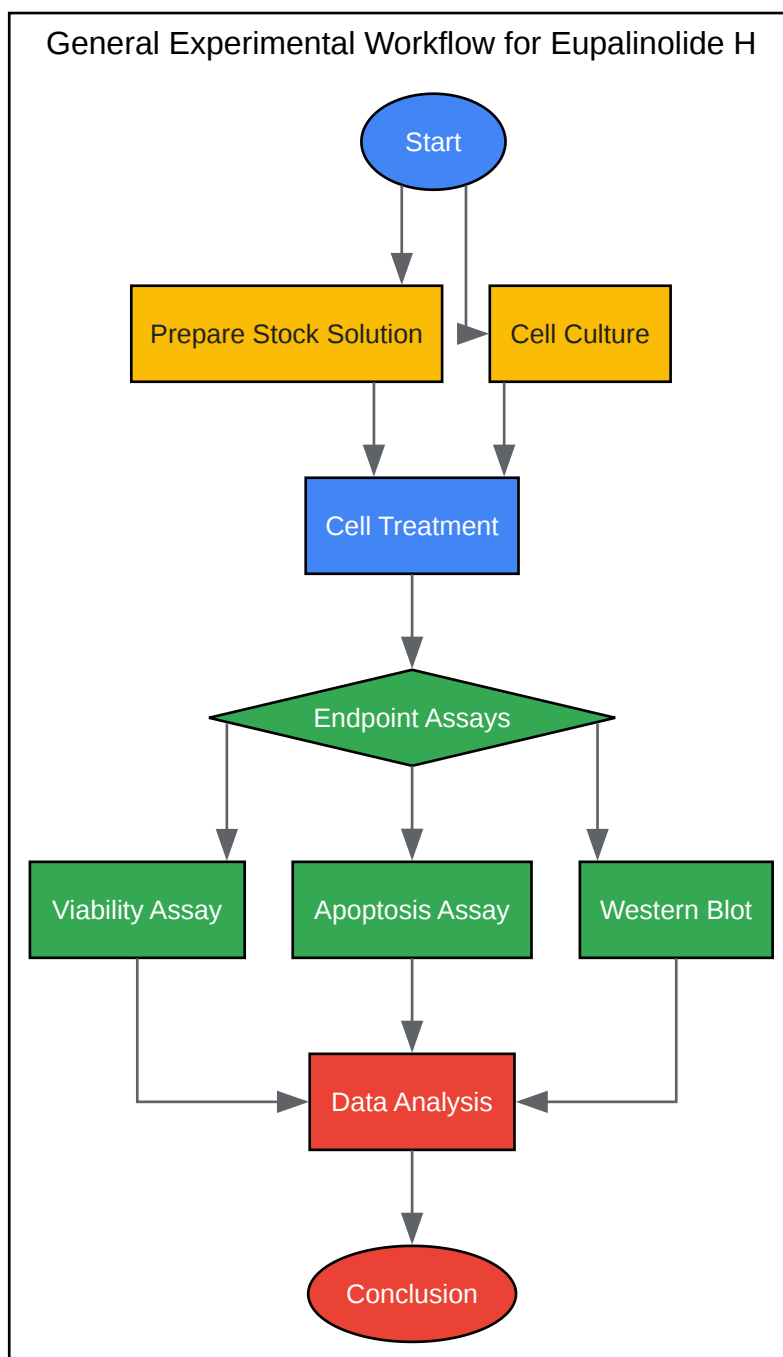 General Experimental Workflow for Eupalinolide H
Start
Prepare Stock Solution
Cell Culture
Cell Treatment
Endpoint Assays
Viability Assay
Apoptosis Assay
Western Blot
Data Analysis
Conclusion